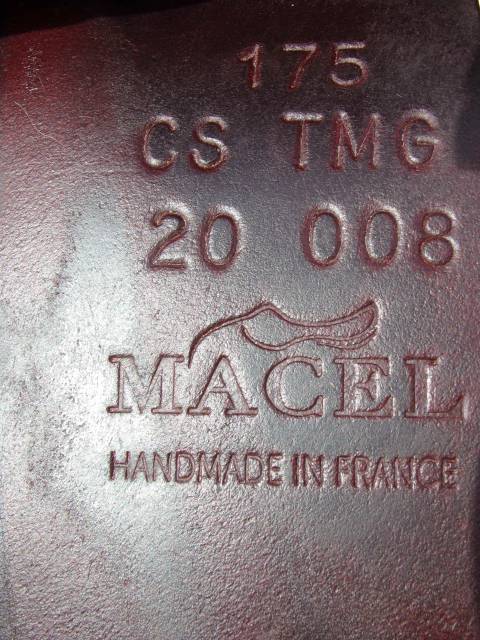 175
CS TMG
20 008
MACEL
HANDMADE IN FRANCE